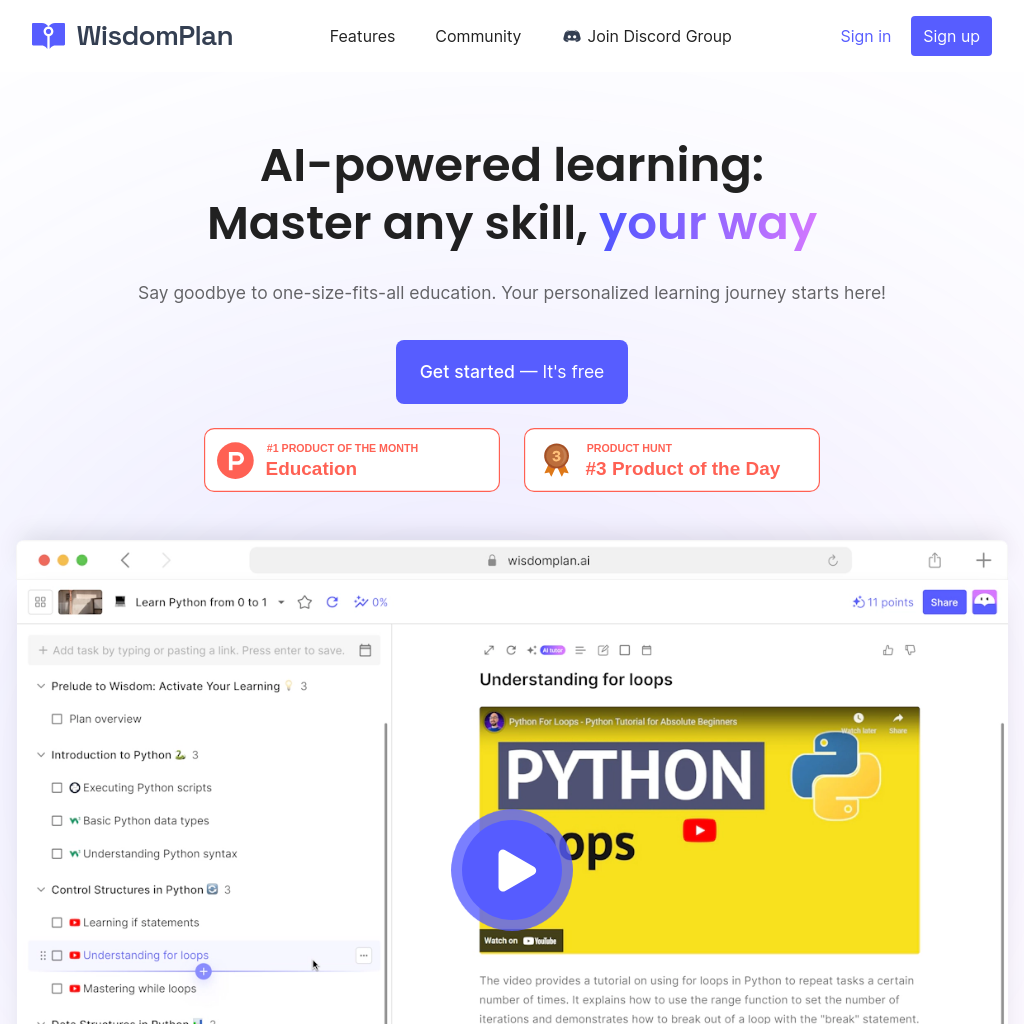 WisdomPlan
Features
Community
Join Discord Group
Sign in
Sign up
AI-powered learning:
Master any skill, your way
Say goodbye to one-size-fits-all education. Your personalized learning journey starts here!
Get started — It's free
P
#1 PRODUCT OF THE MONTH
Education
3
PRODUCT HUNT
#3 Product of the Day
wisdomplan.ai
Learn Python from 0 to 1
0%
11 points
Share
Add task by typing or pasting a link. Press enter to save.
Prelude to Wisdom: Activate Your Learning 💡 3
Plan overview
Introduction to Python 🐍 3
Executing Python scripts
Basic Python data types
Understanding Python syntax
Control Structures in Python 🔄 3
Learning if statements
Understanding for loops
Mastering while loops
Data Structures in Python 📊 3
AI tutor
Understanding for loops
Python For Loops - Python Tutorial for Absolute Beginners
Watch later
Share
PYTHON
oops
Watch on YouTube
The video provides a tutorial on using for loops in Python to repeat tasks a certain
number of times. It explains how to use the range function to set the number of
iterations and demonstrates how to break out of a loop with the "break" statement.